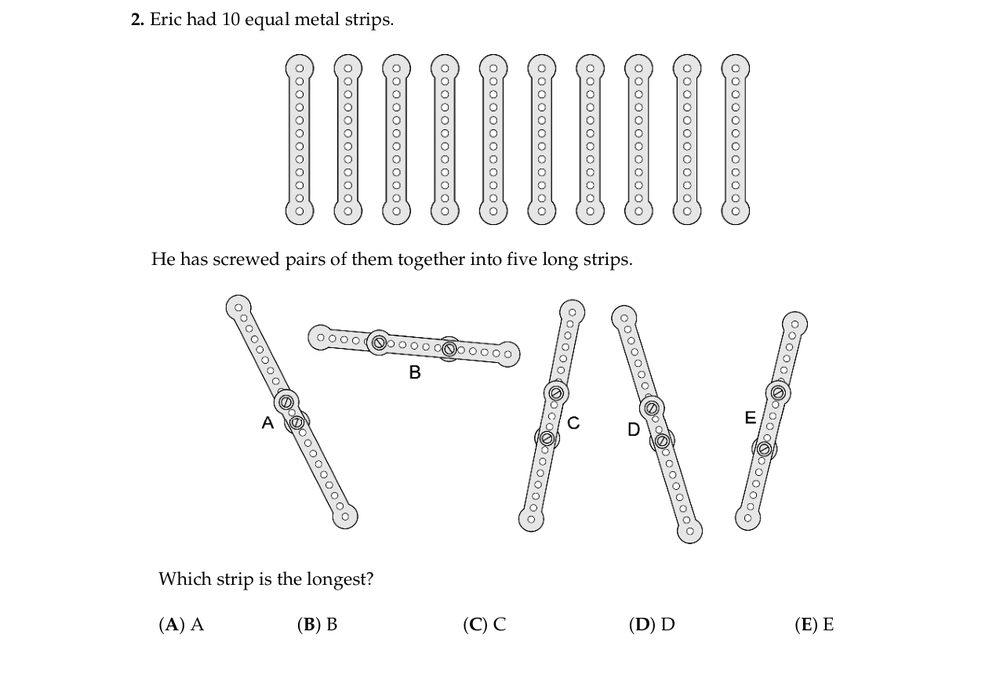 2. Eric had 10 equal metal strips.
He has screwed pairs of them together into five long strips.
A
B
C
D
E
Which strip is the longest?
(A) A (B) B (C) C (D) D (E) E